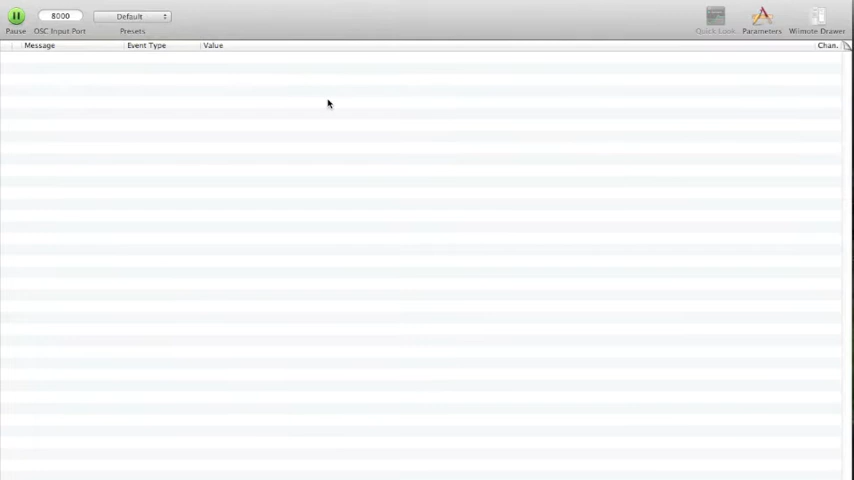 8000 Default
Pause OSC Input Port Presets Quick Look Parameters Wiimote Drawer
Message Event Type Value Chan.